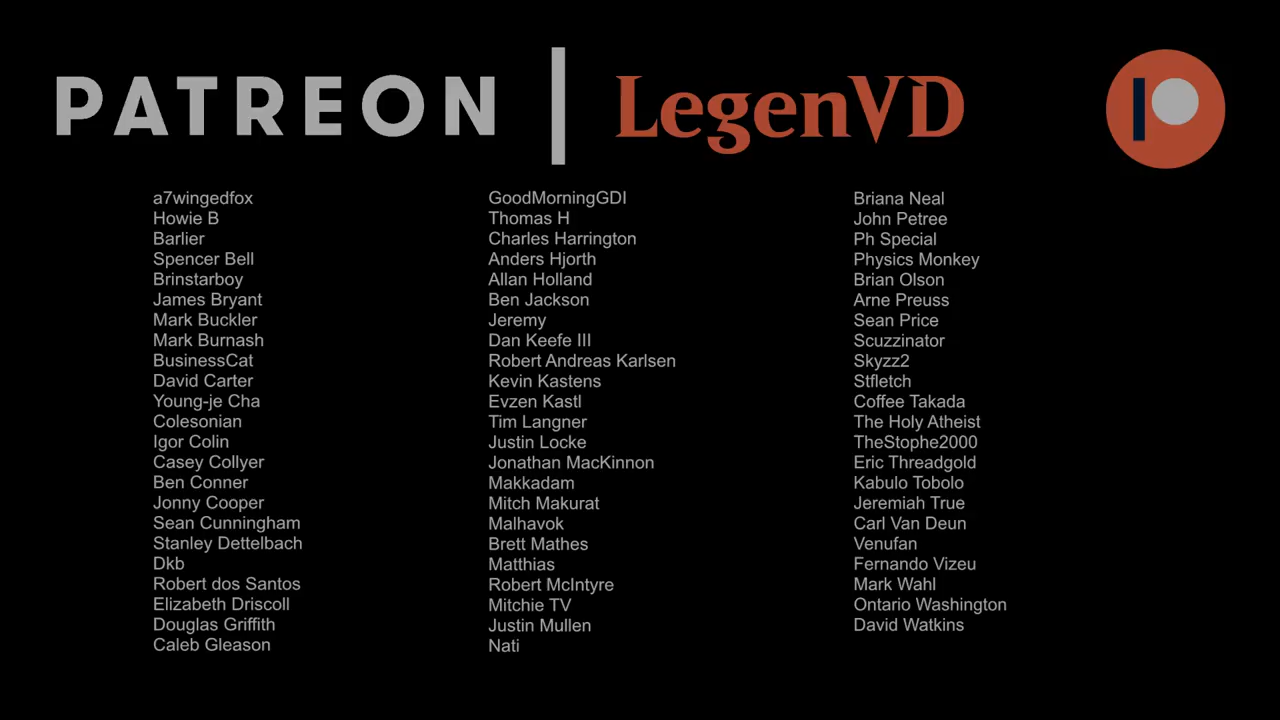 PATREON | LegenVD
a7wingedfox
Howie B
Barlier
Spencer Bell
Brinstarboy
James Bryant
Mark Buckler
Mark Burnash
BusinessCat
David Carter
Young-je Cha
Colesonian
Igor Colin
Casey Collyer
Ben Conner
Jonny Cooper
Sean Cunningham
Stanley Dettelbach
Dkb
Robert dos Santos
Elizabeth Driscoll
Douglas Griffith
Caleb Gleason
GoodMorningGDI
Thomas H
Charles Harrington
Anders Hjorth
Allan Holland
Ben Jackson
Jeremy
Dan Keefe III
Robert Andreas Karlsen
Kevin Kastens
Evzen Kastl
Tim Langner
Justin Locke
Jonathan MacKinnon
Makkadam
Mitch Makurat
Malhavok
Brett Mathes
Matthias
Robert McIntyre
Mitchie TV
Justin Mullen
Nati
Briana Neal
John Petree
Ph Special
Physics Monkey
Brian Olson
Arne Preuss
Sean Price
Scuzzinator
Skyzz2
Stfletch
Coffee Takada
The Holy Atheist
TheStophe2000
Eric Threadgold
Kabulo Tobolo
Jeremiah True
Carl Van Deun
Venufan
Fernando Vizeu
Mark Wahl
Ontario Washington
David Watkins